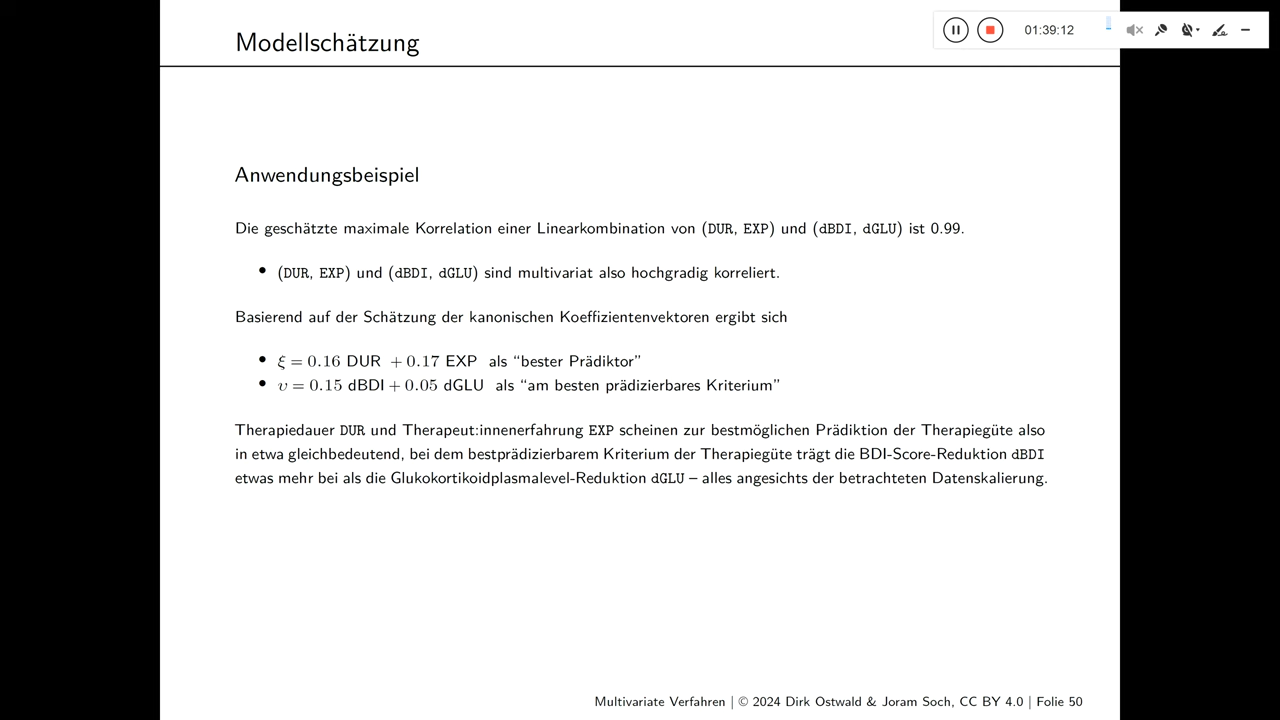 Modellschätzung
01:39:12
Anwendungsbeispiel
Die geschätzte maximale Korrelation einer Linearkombination von (DUR, EXP) und (dBDI, dGLU) ist 0.99.
• (DUR, EXP) und (dBDI, dGLU) sind multivariat also hochgradig korreliert.
Basierend auf der Schätzung der kanonischen Koeffizientenvektoren ergibt sich
• ξ = 0.16 DUR + 0.17 EXP als “bester Prädiktor”
• υ = 0.15 dBDI + 0.05 dGLU als “am besten prädizierbares Kriterium”
Therapiedauer DUR und Therapeut:innenerfahrung EXP scheinen zur bestmöglichen Prädiktion der Therapiegüte also
in etwa gleichbedeutend, bei dem bestprädizierbarem Kriterium der Therapiegüte trägt die BDI-Score-Reduktion dBDI
etwas mehr bei als die Glukokortikoidplasmalevel-Reduktion dGLU – alles angesichts der betrachteten Datenskalierung.
Multivariate Verfahren | © 2024 Dirk Ostwald & Joram Soch, CC BY 4.0 | Folie 50